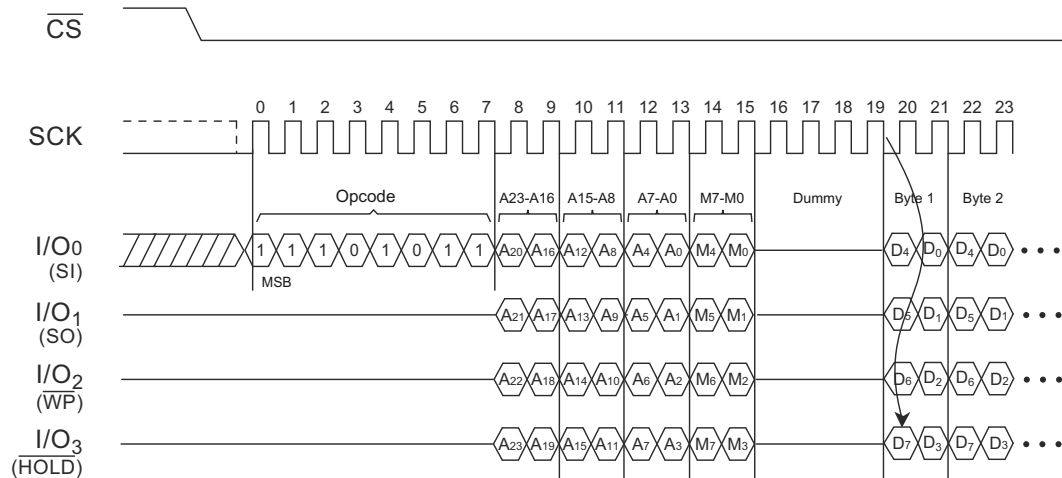 CS
0 1 2 3 4 5 6 7 8 9 10 11 12 13 14 15 16 17 18 19 20 21 22 23
SCK
Opcode A23-A16 A15-A8 A7-A0 M7-M0 Dummy Byte 1 Byte 2
I/O0 1 1 1 0 1 0 1 1 A20 A16 A12 A8 A4 A0 M4 M0 D4 D0 D4 D0
(SI)
MSB
I/O1 A21 A17 A13 A9 A5 A1 M5 M1 D5 D1 D5 D1
(SO)
I/O2 A22 A18 A14 A10 A6 A2 M6 M2 D6 D2 D6 D2
(WP)
I/O3 A23 A19 A15 A11 A7 A3 M7 M3 D7 D3 D7 D3
(HOLD)